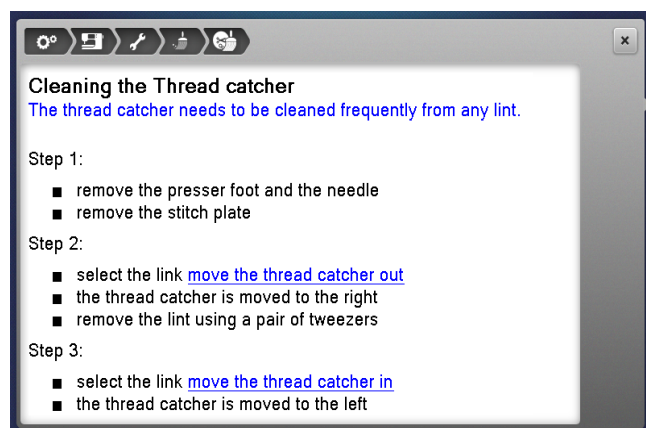 Cleaning the Thread catcher
The thread catcher needs to be cleaned frequently from any lint.
Step 1:
■ remove the presser foot and the needle
■ remove the stitch plate
Step 2:
■ select the link move the thread catcher out
■ the thread catcher is moved to the right
■ remove the lint using a pair of tweezers
Step 3:
■ select the link move the thread catcher in
■ the thread catcher is moved to the left